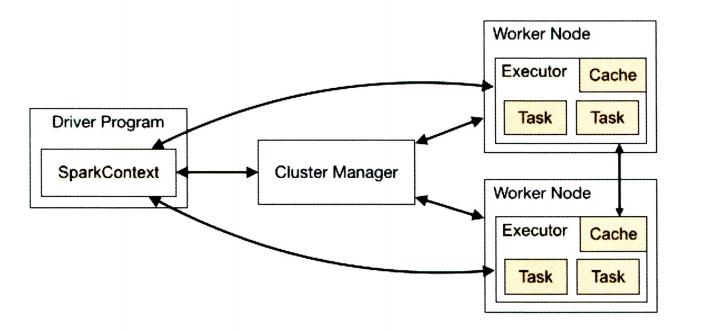 Driver Program
SparkContext
Cluster Manager
Worker Node
Executor
Cache
Task
Task
Worker Node
Executor
Cache
Task
Task